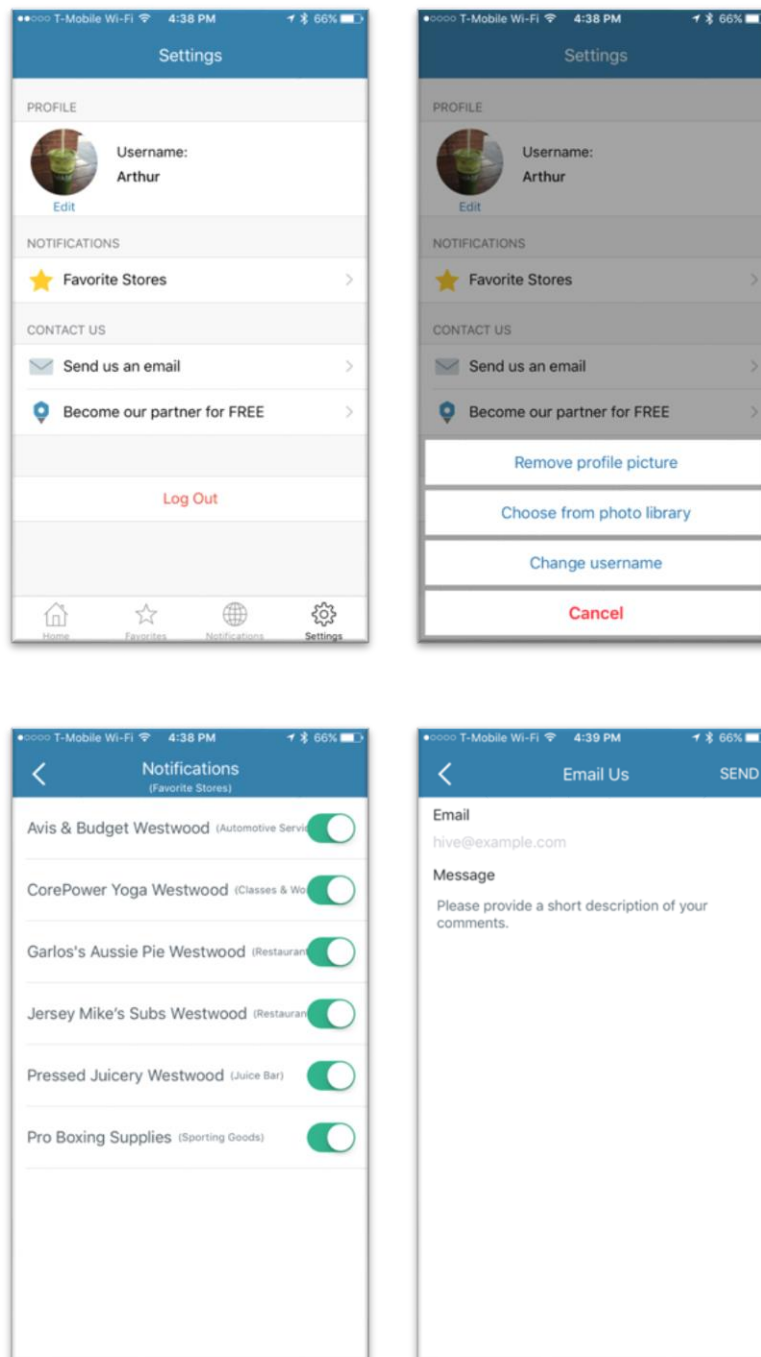 T-Mobile Wi-Fi 4:38 PM 66%
Settings
PROFILE
Username:
Arthur
Edit
NOTIFICATIONS
Favorite Stores
CONTACT US
Send us an email
Become our partner for FREE
Log Out
Home Favorites Notifications Settings
T-Mobile Wi-Fi 4:38 PM 66%
Settings
PROFILE
Username:
Arthur
Edit
NOTIFICATIONS
Favorite Stores
CONTACT US
Send us an email
Become our partner for FREE
Remove profile picture
Choose from photo library
Change username
Cancel
T-Mobile Wi-Fi 4:38 PM 66%
Notifications
(Favorite Stores)
Avis & Budget Westwood (Automotive Servi
CorePower Yoga Westwood (Classes & Wo
Garlos's Aussie Pie Westwood (Restauran
Jersey Mike's Subs Westwood (Restauran
Pressed Juicery Westwood (Juice Bar)
Pro Boxing Supplies (Sporting Goods)
T-Mobile Wi-Fi 4:39 PM 66%
Email Us SEND
Email
hive@example.com
Message
Please provide a short description of your
comments.